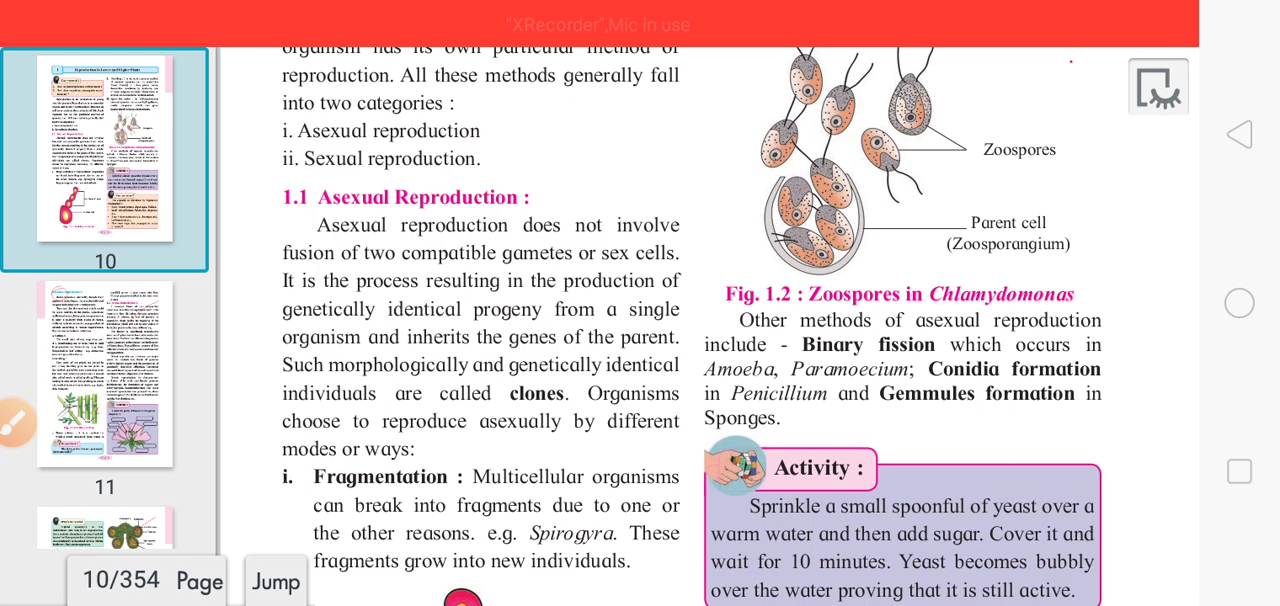 "XRecorder",Mic in use
organism has its own particular method of
reproduction. All these methods generally fall
into two categories :
i. Asexual reproduction
ii. Sexual reproduction.
1.1 Asexual Reproduction :
Asexual reproduction does not involve
fusion of two compatible gametes or sex cells.
It is the process resulting in the production of
genetically identical progeny from a single
organism and inherits the genes of the parent.
Such morphologically and genetically identical
individuals are called clones. Organisms
choose to reproduce asexually by different
modes or ways:
i. Fragmentation : Multicellular organisms
can break into fragments due to one or
the other reasons. e.g. Spirogyra. These
fragments grow into new individuals.
Zoospores
Parent cell
(Zoosporangium)
Fig. 1.2 : Zoospores in Chlamydomonas
Other methods of asexual reproduction
include - Binary fission which occurs in
Amoeba, Paramoecium; Conidia formation
in Penicillium and Gemmules formation in
Sponges.
Activity :
Sprinkle a small spoonful of yeast over a
warm water and then add sugar. Cover it and
wait for 10 minutes. Yeast becomes bubbly
over the water proving that it is still active.
10
11
10/354 Page
Jump